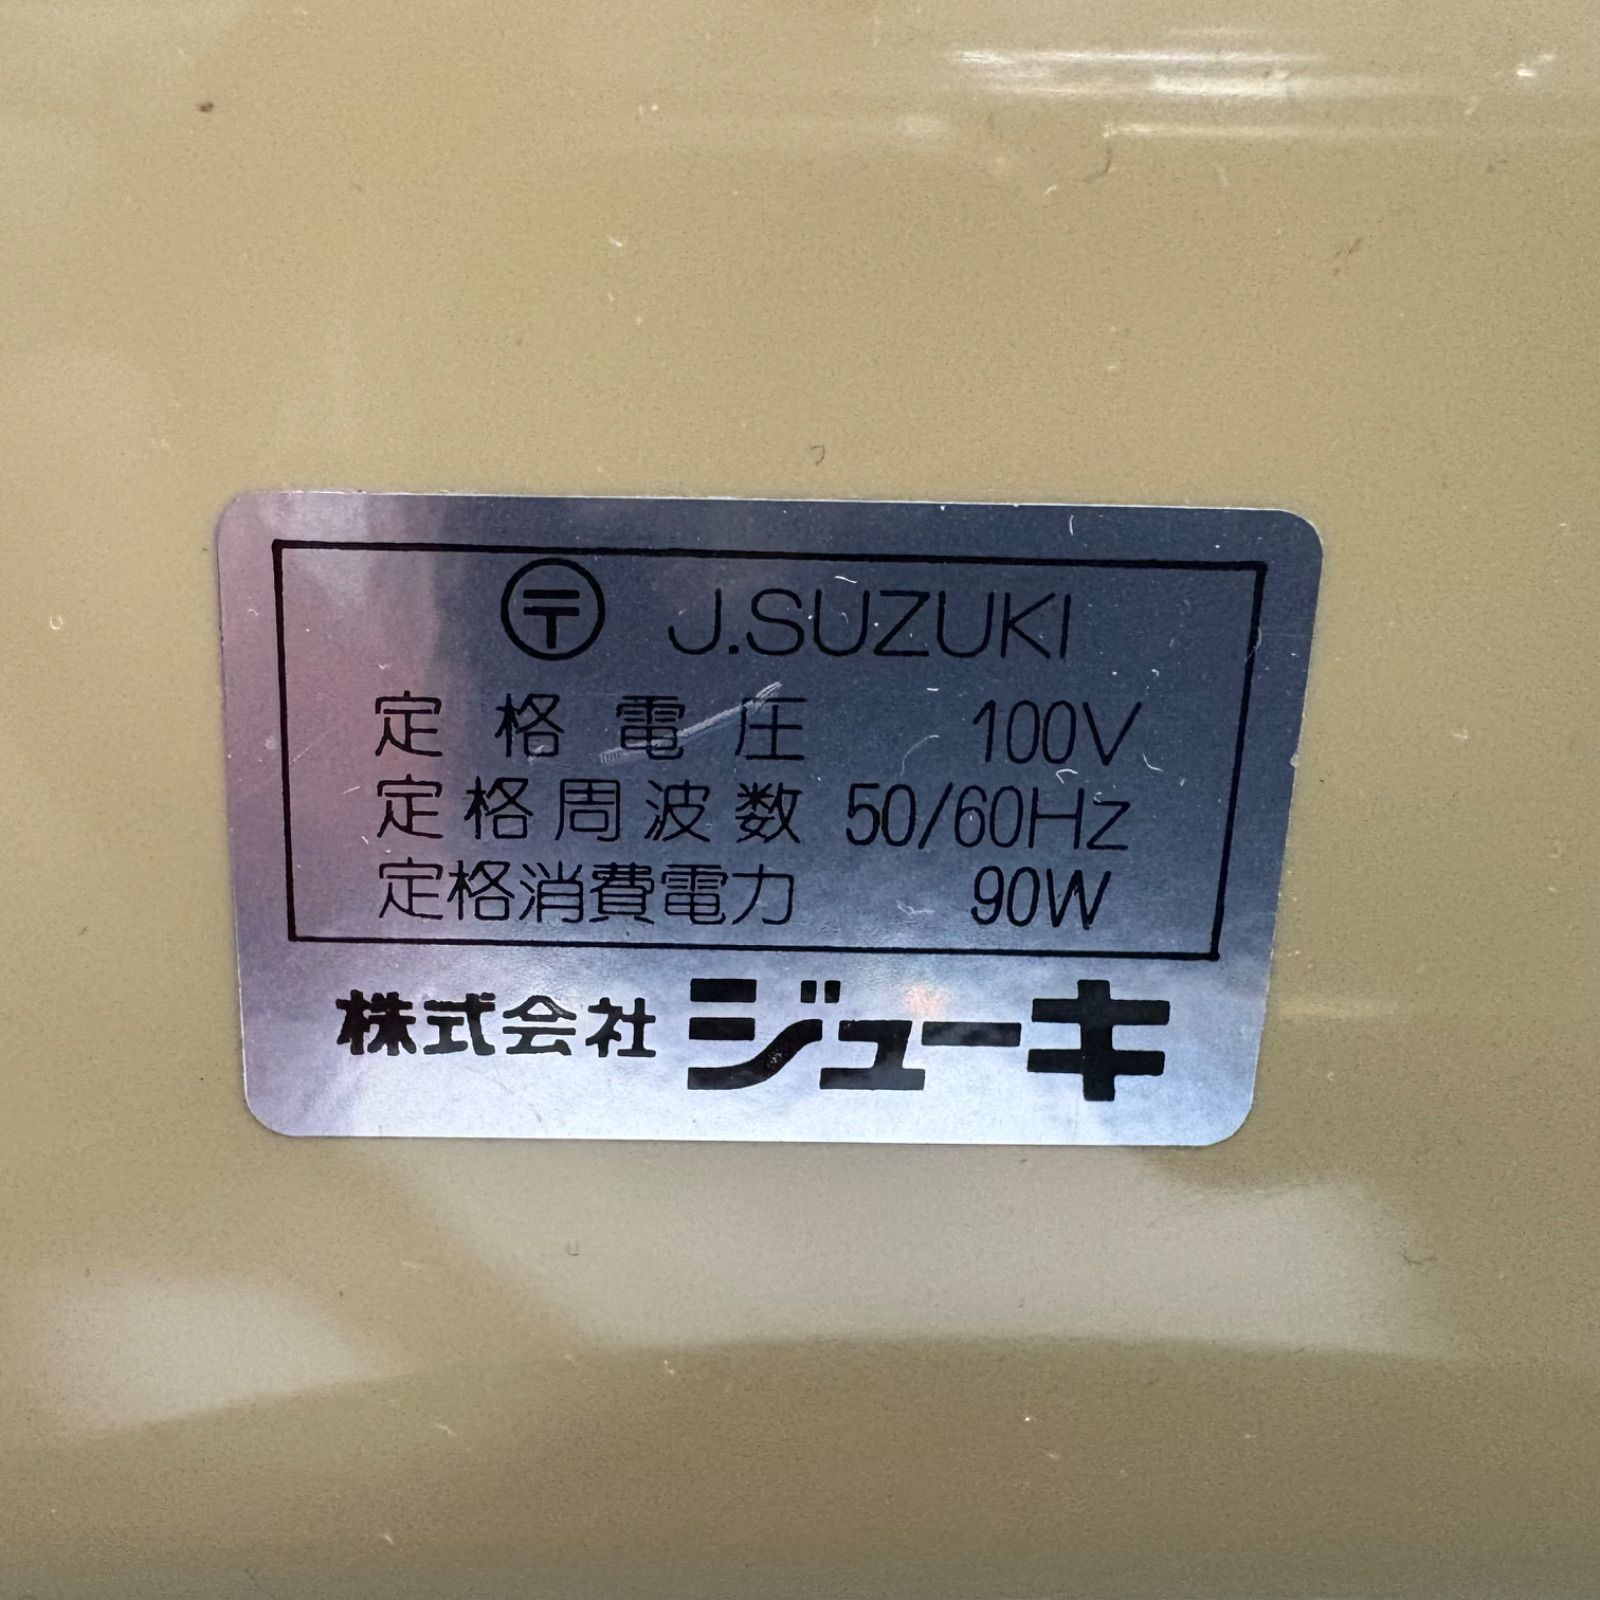 〶 J.SUZUKI
定格電圧 100V
定格周波数 50/60Hz
定格消費電力 90W
株式会社 ジューキ